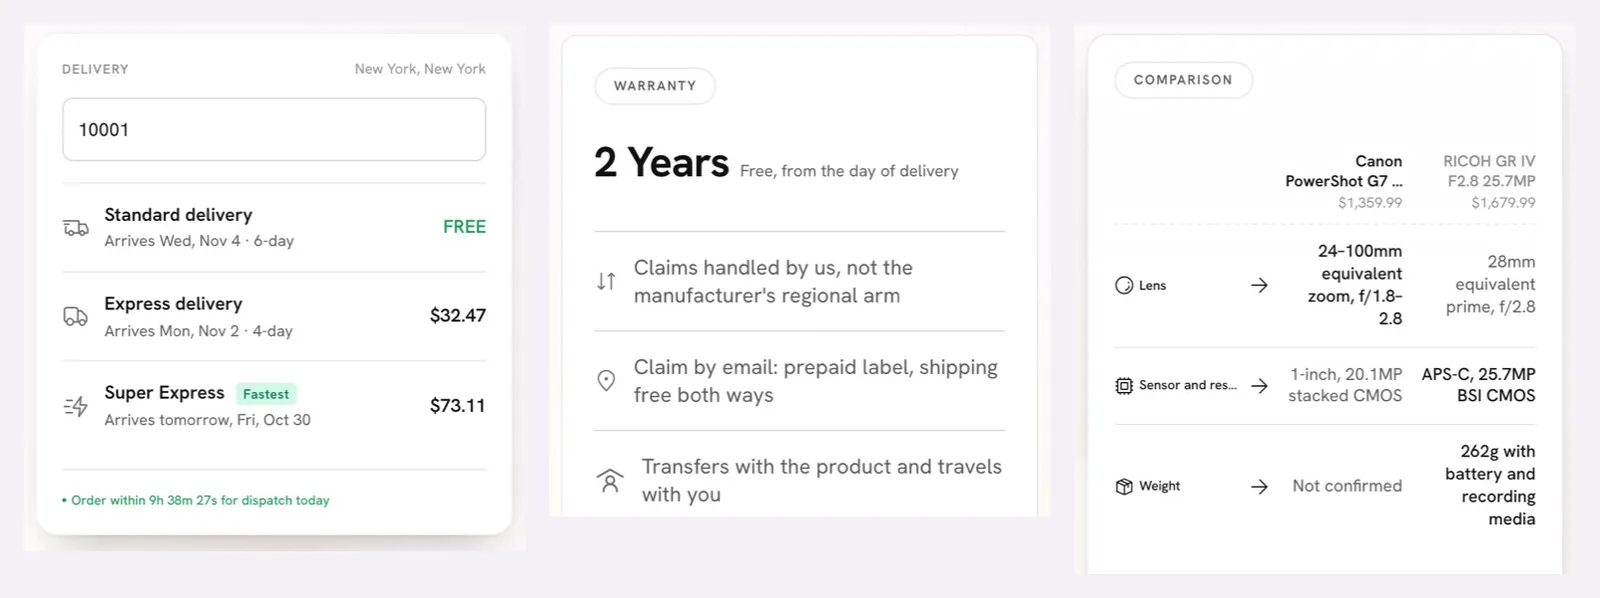 DELIVERY
New York, New York
10001
Standard delivery
Arrives Wed, Nov 4 · 6-day
FREE
Express delivery
Arrives Mon, Nov 2 · 4-day
$32.47
Super Express
Fastest
Arrives tomorrow, Fri, Oct 30
$73.11
• Order within 9h 38m 27s for dispatch today
WARRANTY
2 Years
Free, from the day of delivery
Claims handled by us, not the
manufacturer's regional arm
Claim by email: prepaid label, shipping
free both ways
Transfers with the product and travels
with you
COMPARISON
Canon
PowerShot G7 ...
$1,359.99
RICOH GR IV
F2.8 25.7MP
$1,679.99
Lens
24–100mm
equivalent
zoom, f/1.8–
2.8
28mm
equivalent
prime, f/2.8
Sensor and res...
1-inch, 20.1MP
stacked CMOS
APS-C, 25.7MP
BSI CMOS
Weight
Not confirmed
262g with
battery and
recording
media